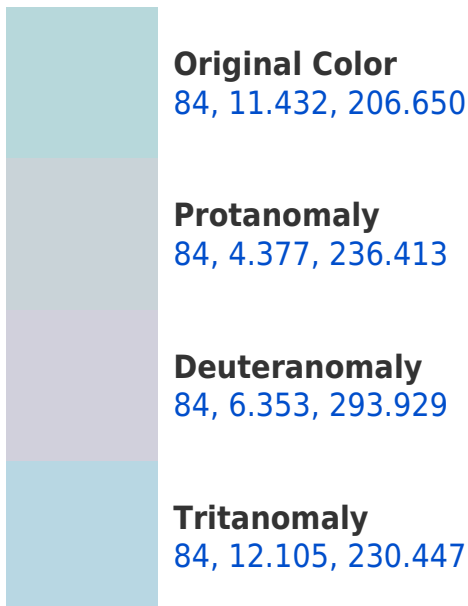 Original Color
84, 11.432, 206.650
Protanomaly
84, 4.377, 236.413
Deuteranomaly
84, 6.353, 293.929
Tritanomaly
84, 12.105, 230.447